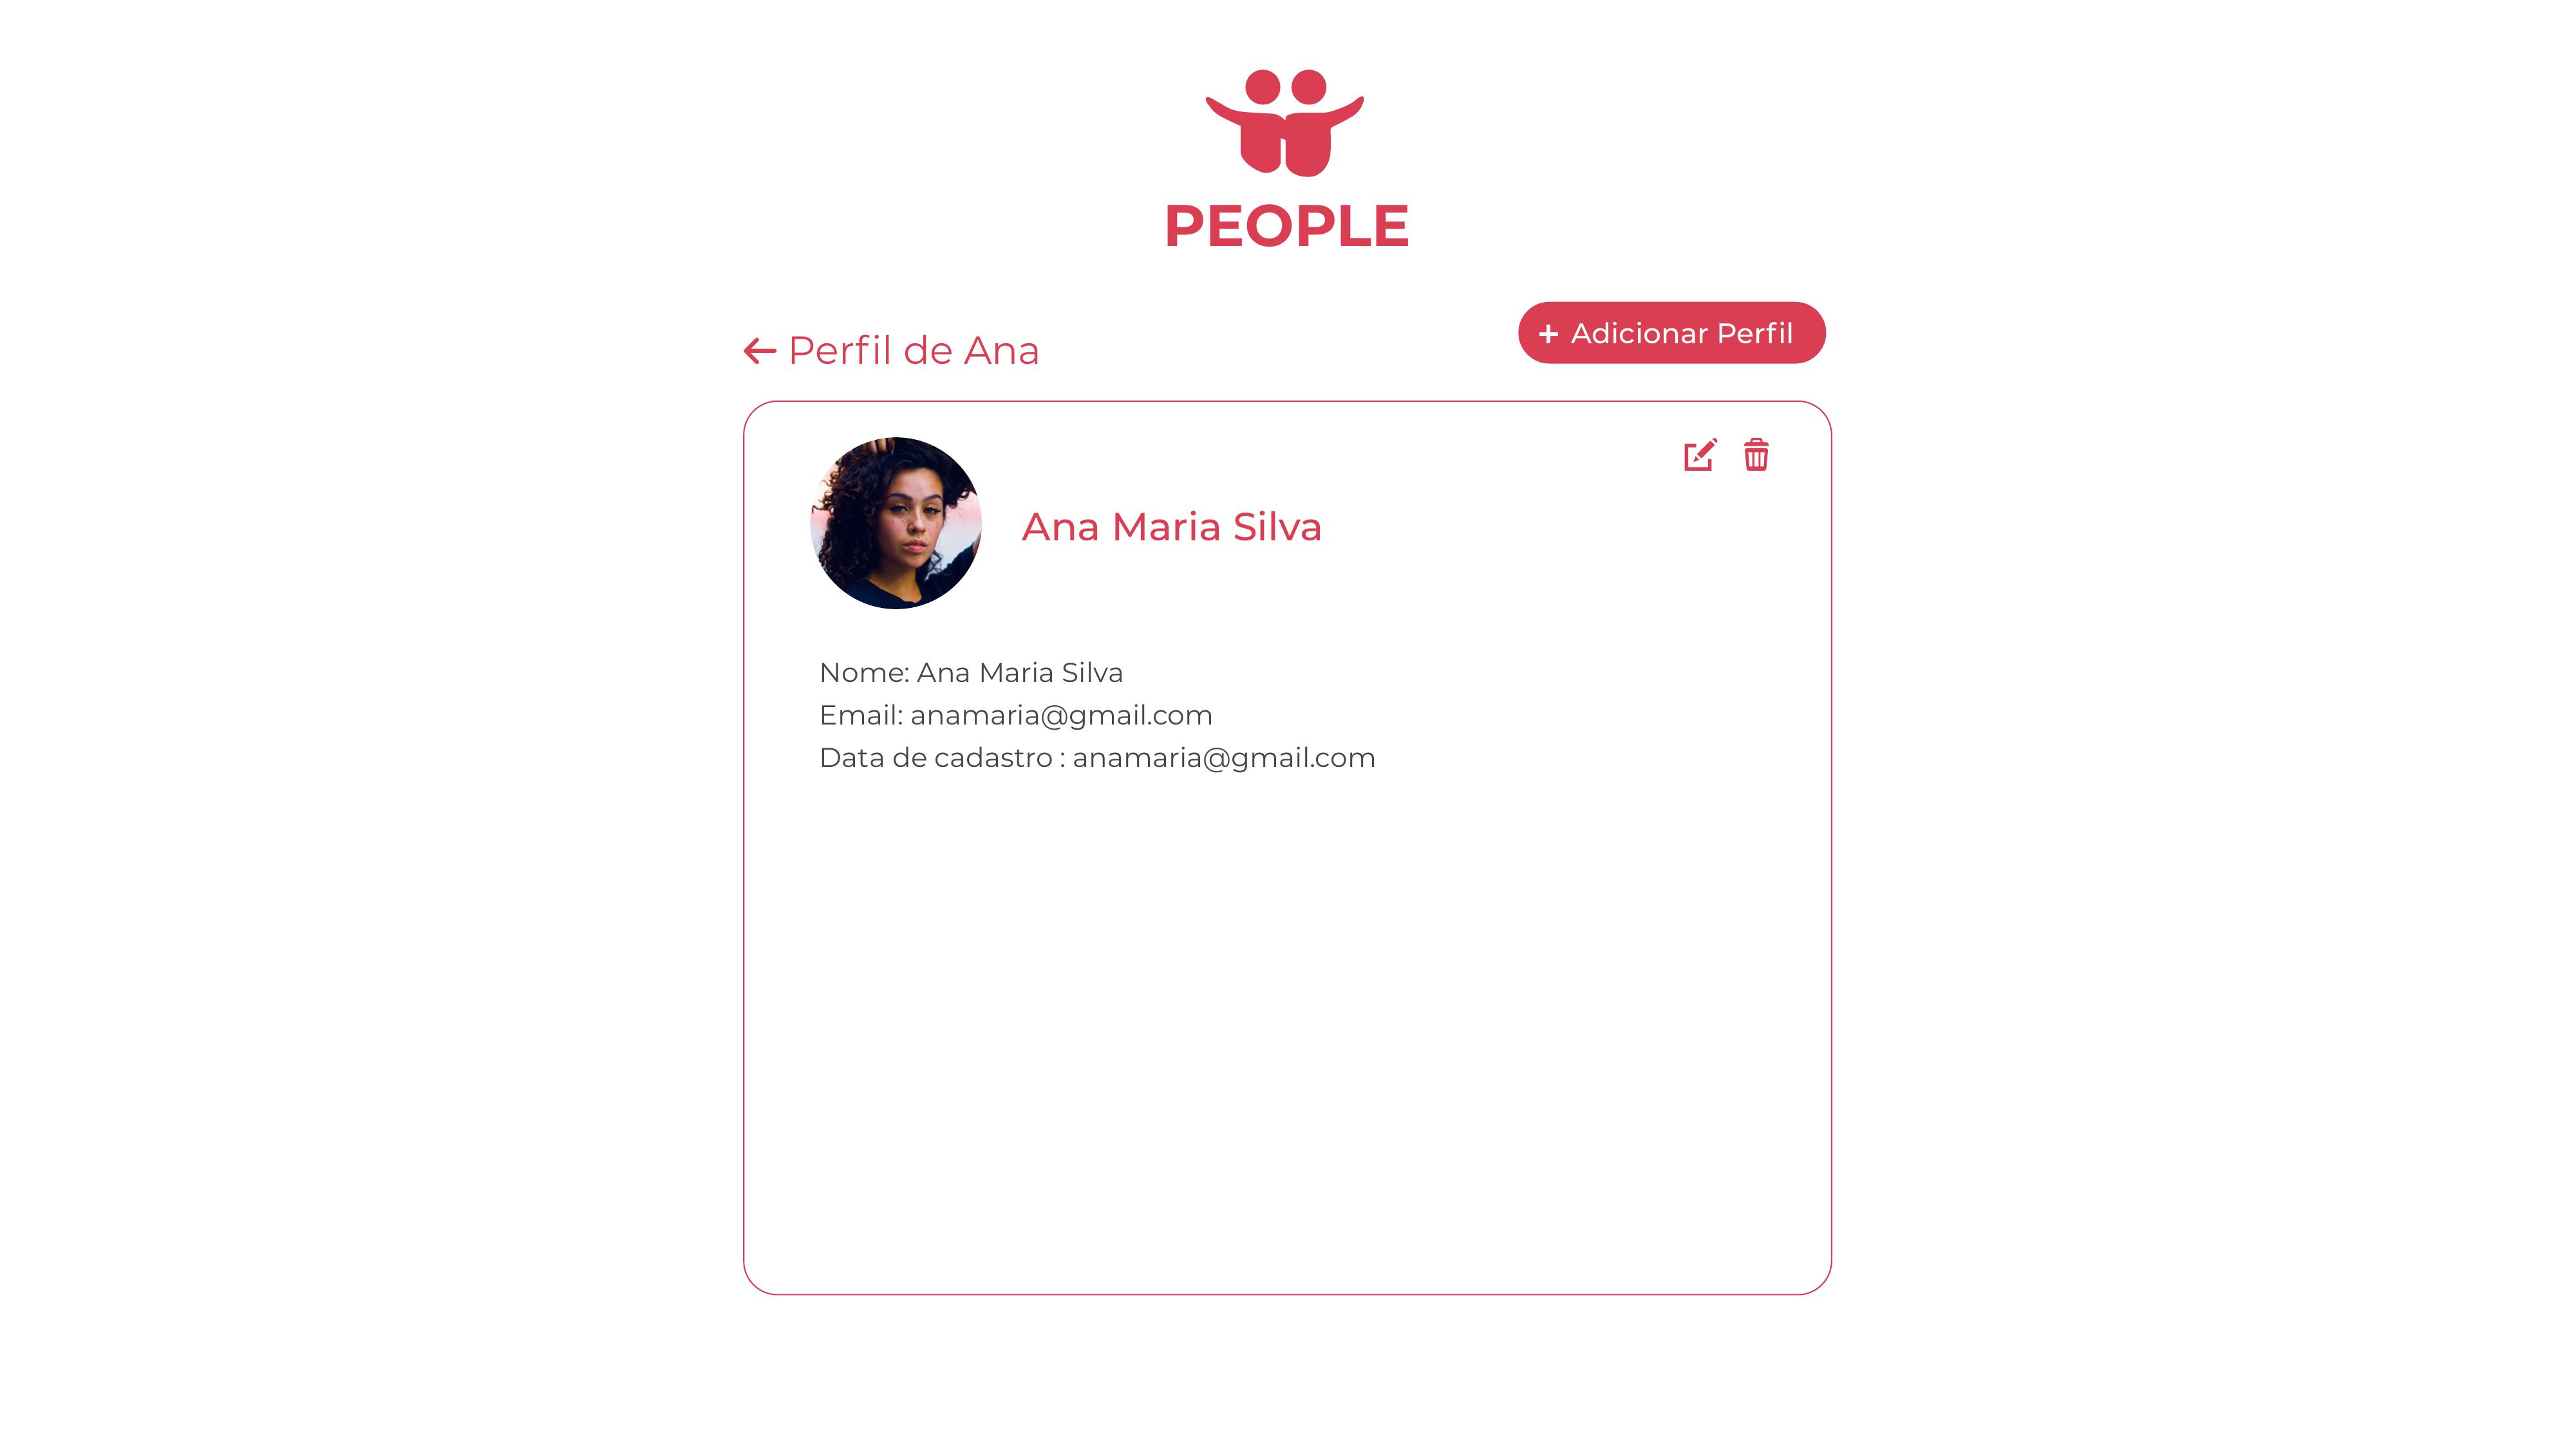 PEOPLE
Perfil de Ana
+ Adicionar Perfil
Ana Maria Silva
Nome: Ana Maria Silva
Email: anamaria@gmail.com
Data de cadastro : anamaria@gmail.com